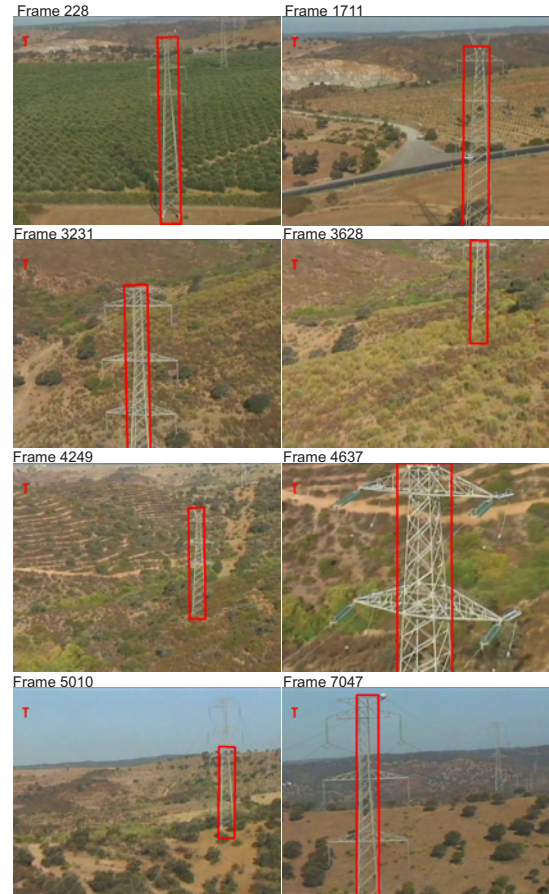 Frame 228
Frame 1711
T
T
Frame 3231
Frame 3628
T
T
Frame 4249
Frame 4637
T
T
Frame 5010
Frame 7047
T
T